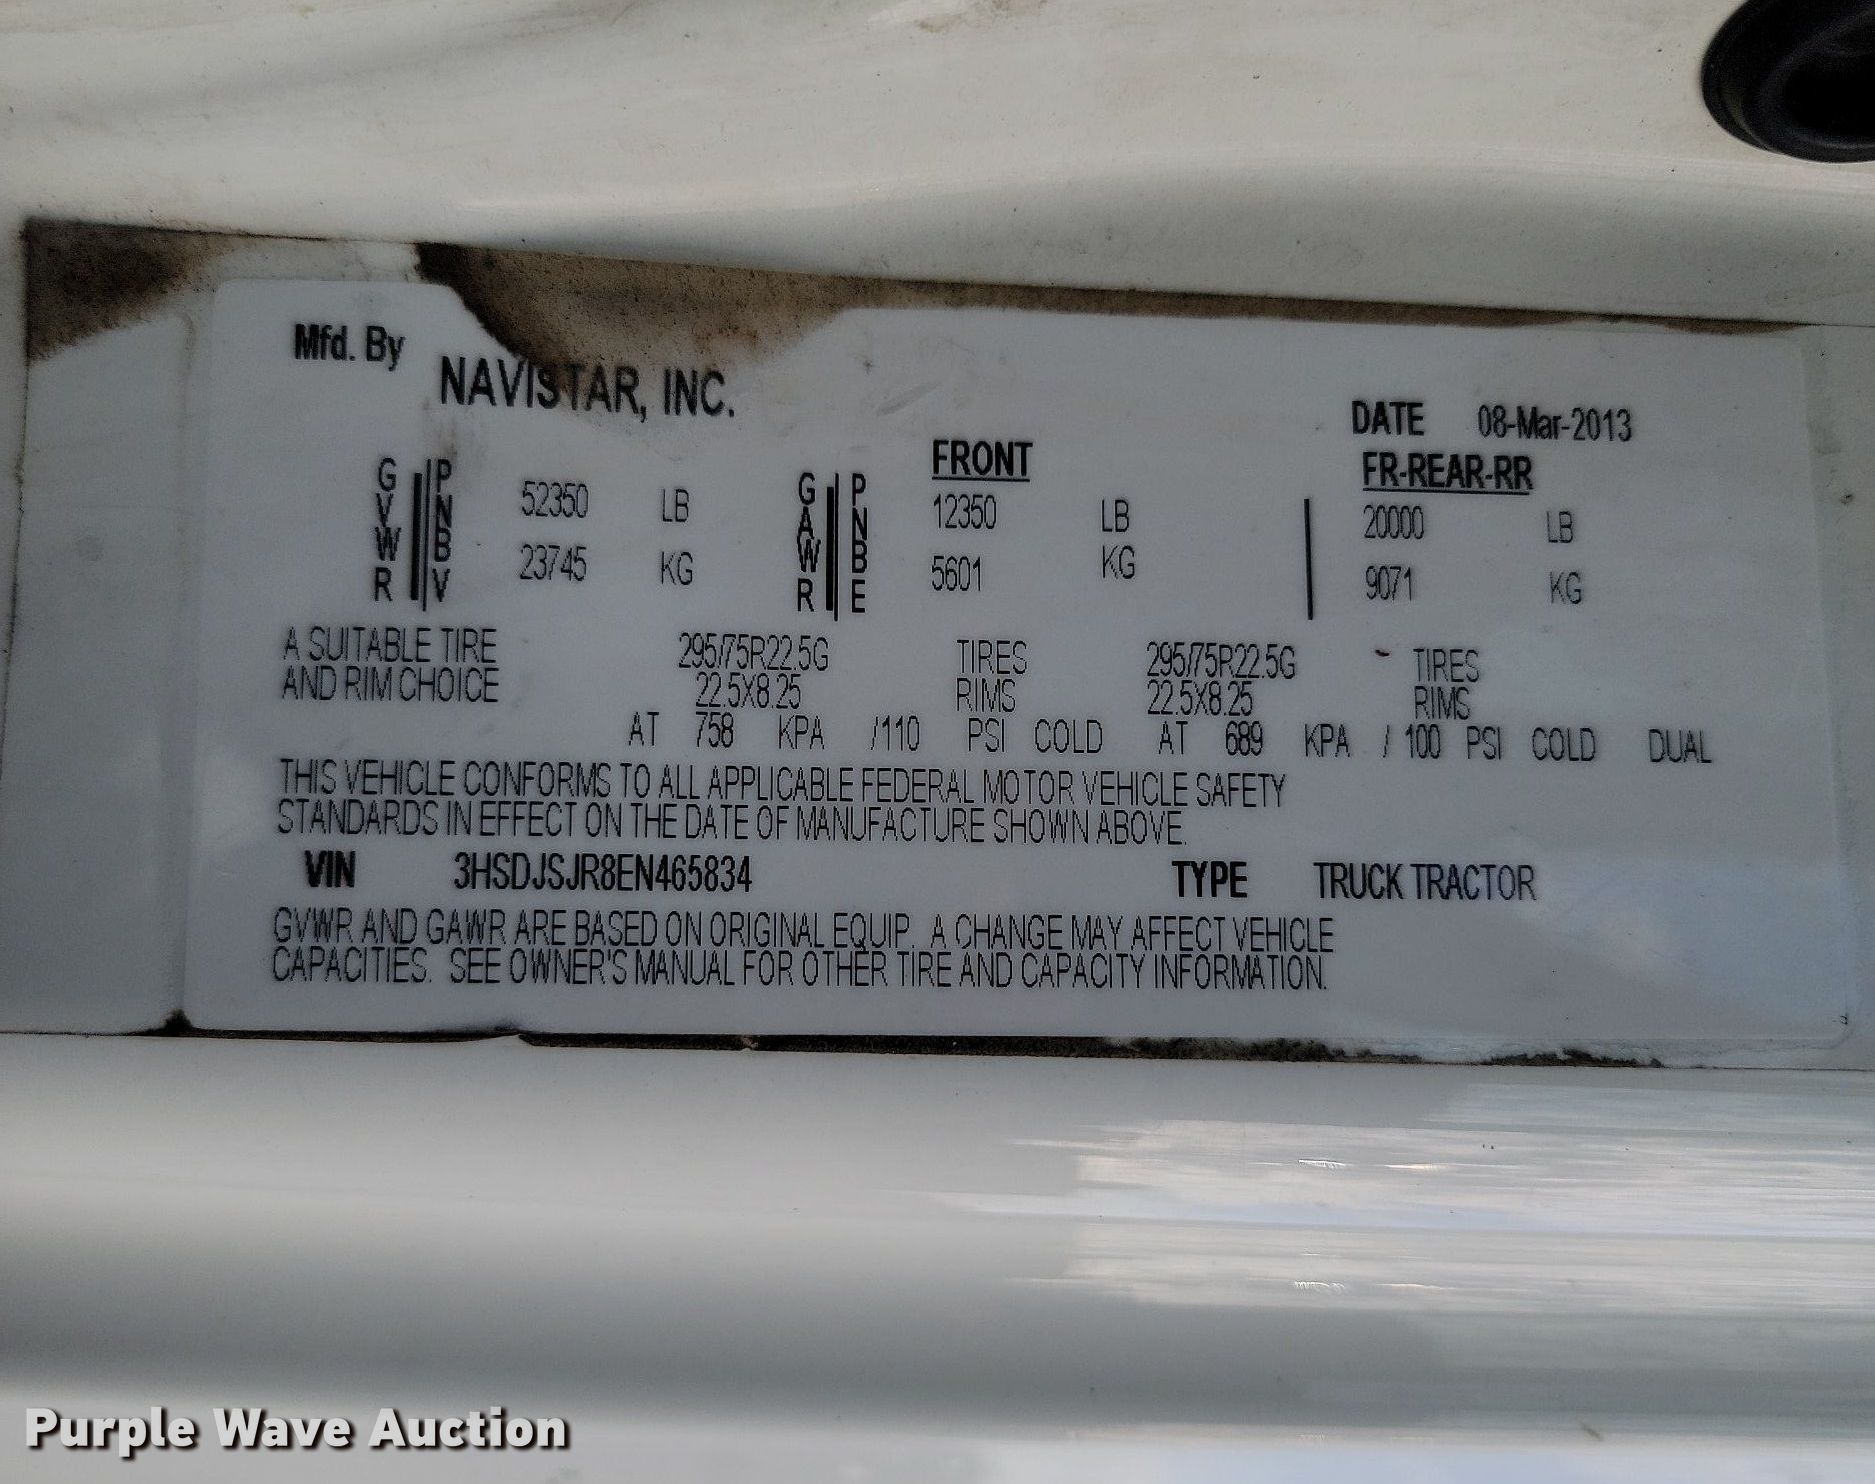 Mfd. By NAVISTAR, INC.
DATE 08-Mar-2013
FRONT FR-REAR-RR
GVWR PNBV 52350 LB GAWR PNBE 12350 LB 20000 LB
23745 KG 5601 KG 9071 KG
A SUITABLE TIRE 295/75R22.5G TIRES 295/75R22.5G TIRES
AND RIM CHOICE 22.5X8.25 RIMS 22.5X8.25 RIMS
AT 758 KPA /110 PSI COLD AT 689 KPA / 100 PSI COLD DUAL
THIS VEHICLE CONFORMS TO ALL APPLICABLE FEDERAL MOTOR VEHICLE SAFETY
STANDARDS IN EFFECT ON THE DATE OF MANUFACTURE SHOWN ABOVE.
VIN 3HSDJSJR8EN465834 TYPE TRUCK TRACTOR
GVWR AND GAWR ARE BASED ON ORIGINAL EQUIP. A CHANGE MAY AFFECT VEHICLE
CAPACITIES. SEE OWNER'S MANUAL FOR OTHER TIRE AND CAPACITY INFORMATION.
Purple Wave Auction